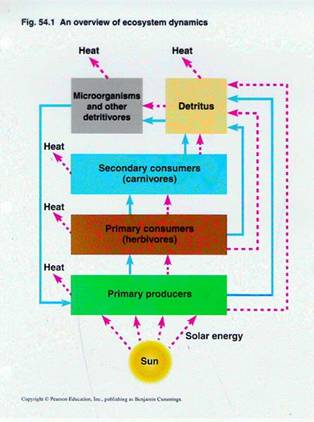 Fig. 54.1 An overview of ecosystem dynamics
Heat
Heat
Microorganisms
and other
detritivores
Detritus
Heat
Secondary consumers
(carnivores)
Heat
Primary consumers
(herbivores)
Heat
Primary producers
Solar energy
Sun
Copyright © Pearson Education, Inc., publishing as Benjamin Cummings